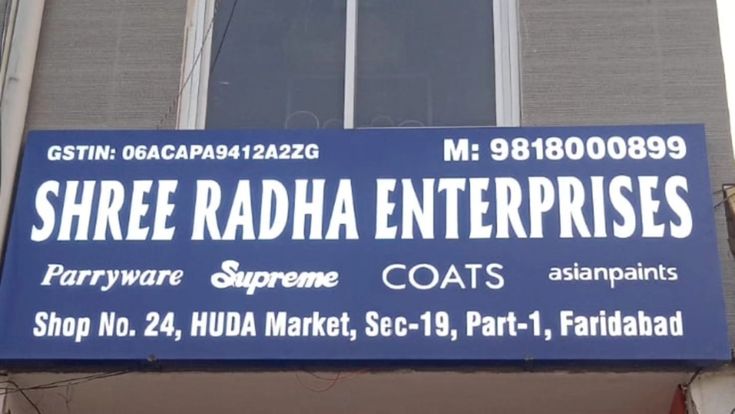 GSTIN: 06ACAPA9412A2ZG M: 9818000899
SHREE RADHA ENTERPRISES
Parryware Supreme COATS asianpaints
Shop No. 24, HUDA Market, Sec-19, Part-1, Faridabad